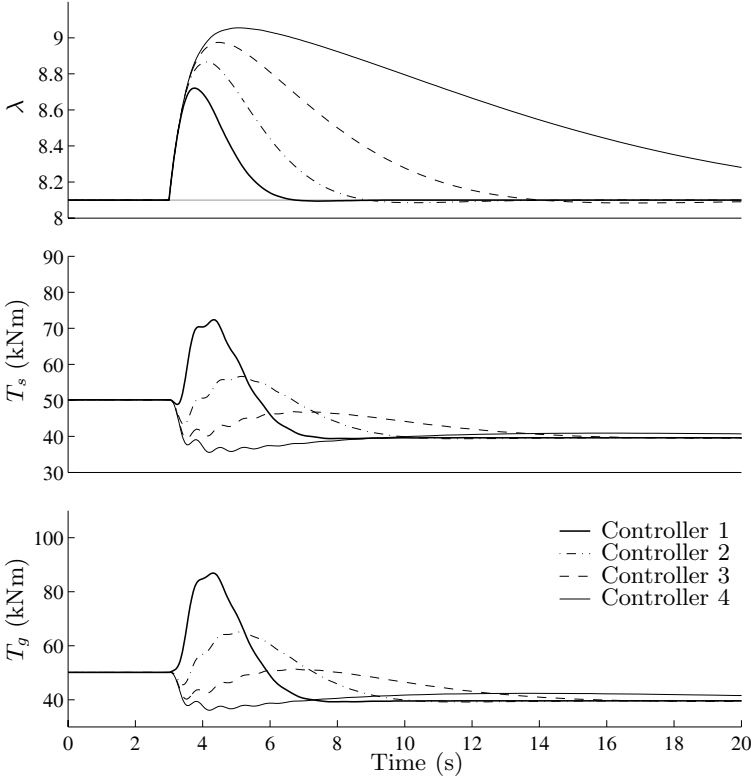 9
8.8
8.6
8.4
8.2
8
λ
90
80
70
60
50
40
30
T_s (kNm)
100
80
60
40
T_g (kNm)
Controller 1
Controller 2
Controller 3
Controller 4
0 2 4 6 8 10 12 14 16 18 20
Time (s)